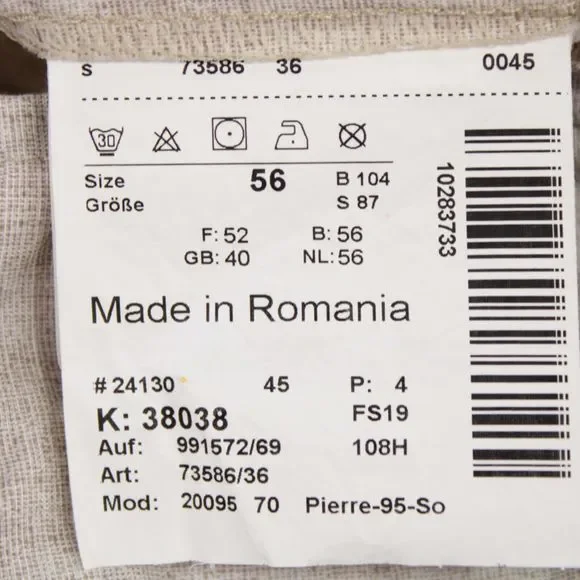 s 73586 36 0045
30
Size 56 B 104
Größe S 87
F: 52 B: 56
GB: 40 NL: 56
10283733
Made in Romania
# 24130 45 P: 4
K: 38038 FS19
Auf: 991572/69 108H
Art: 73586/36
Mod: 20095 70 Pierre-95-So